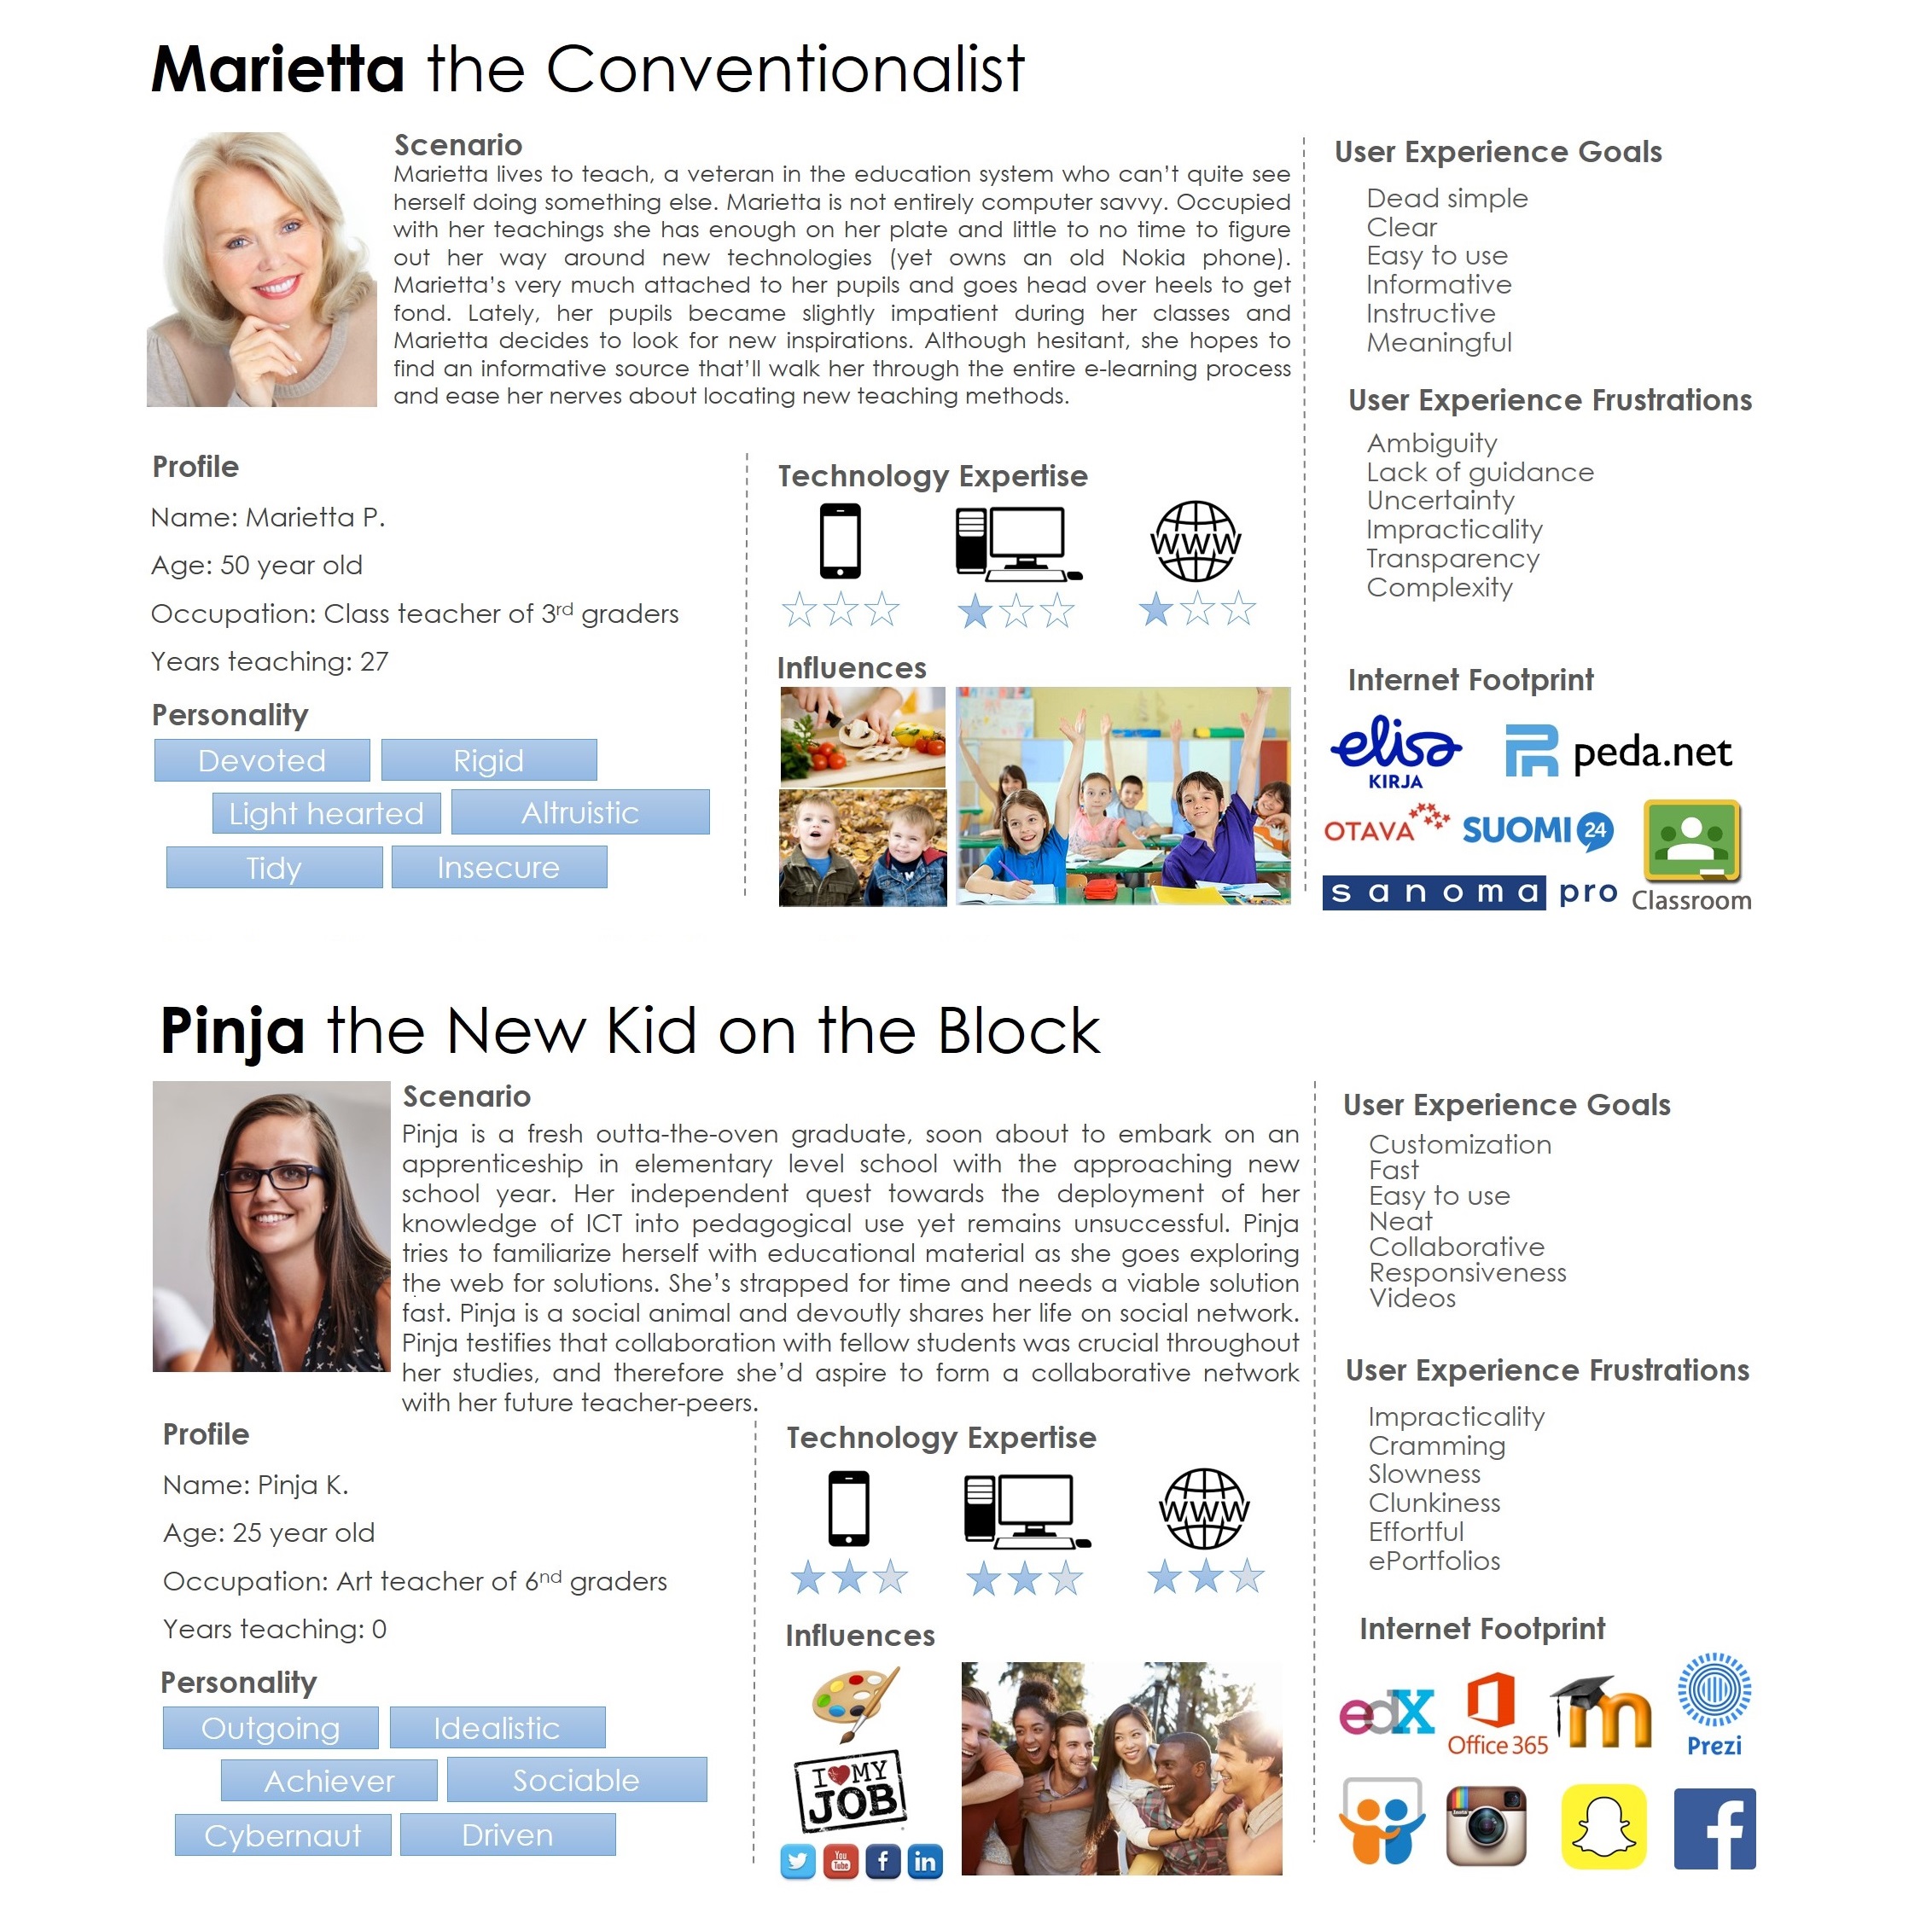 Marietta the Conventionalist
Scenario
Marietta lives to teach, a veteran in the education system who can't quite see
herself doing something else. Marietta is not entirely computer savvy. Occupied
with her teachings she has enough on her plate and little to no time to figure
out her way around new technologies (yet owns an old Nokia phone).
Marietta's very much attached to her pupils and goes head over heels to get
fond. Lately, her pupils became slightly impatient during her classes and
Marietta decides to look for new inspirations. Although hesitant, she hopes to
find an informative source that'll walk her through the entire e-learning process
and ease her nerves about locating new teaching methods.
User Experience Goals
Dead simple
Clear
Easy to use
Informative
Instructive
Meaningful
User Experience Frustrations
Ambiguity
Lack of guidance
Uncertainty
Impracticality
Transparency
Complexity
Profile
Name: Marietta P.
Age: 50 year old
Occupation: Class teacher of 3rd graders
Years teaching: 27
Personality
Devoted
Rigid
Light hearted
Altruistic
Tidy
Insecure
Technology Expertise
WWW
Influences
Internet Footprint
elisa
KIRJA
peda.net
OTAVA
SUOMI 24
sanoma pro
Classroom
Pinja the New Kid on the Block
Scenario
Pinja is a fresh outta-the-oven graduate, soon about to embark on an
apprenticeship in elementary level school with the approaching new
school year. Her independent quest towards the deployment of her
knowledge of ICT into pedagogical use yet remains unsuccessful. Pinja
tries to familiarize herself with educational material as she goes exploring
the web for solutions. She's strapped for time and needs a viable solution
fast. Pinja is a social animal and devoutly shares her life on social network.
Pinja testifies that collaboration with fellow students was crucial throughout
her studies, and therefore she'd aspire to form a collaborative network
with her future teacher-peers.
User Experience Goals
Customization
Fast
Easy to use
Neat
Collaborative
Responsiveness
Videos
User Experience Frustrations
Impracticality
Cramming
Slowness
Clunkiness
Effortful
ePortfolios
Profile
Name: Pinja K.
Age: 25 year old
Occupation: Art teacher of 6nd graders
Years teaching: 0
Personality
Outgoing
Idealistic
Achiever
Sociable
Cybernaut
Driven
Technology Expertise
WWW
Influences
I MY
JOB
You
Tube
f
in
Internet Footprint
edX
Office 365
m
Prezi
f